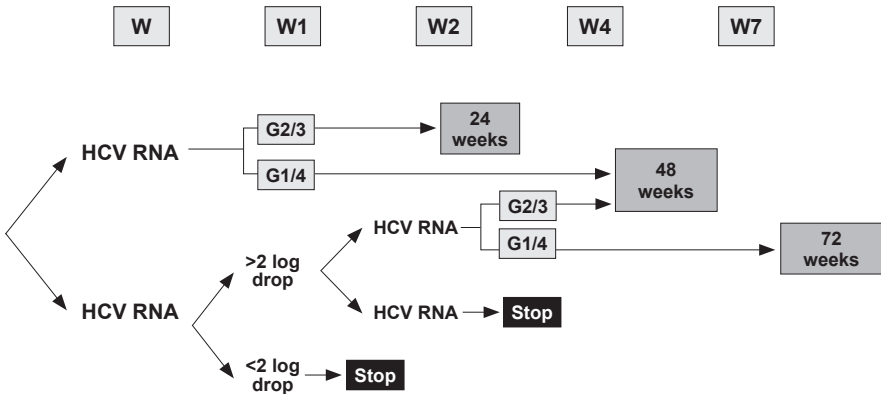 W W1 W2 W4 W7
G2/3
24
weeks
HCV RNA
G1/4
48
weeks
G2/3
HCV RNA
G1/4
72
weeks
>2 log
drop
HCV RNA
HCV RNA
Stop
<2 log
drop
Stop